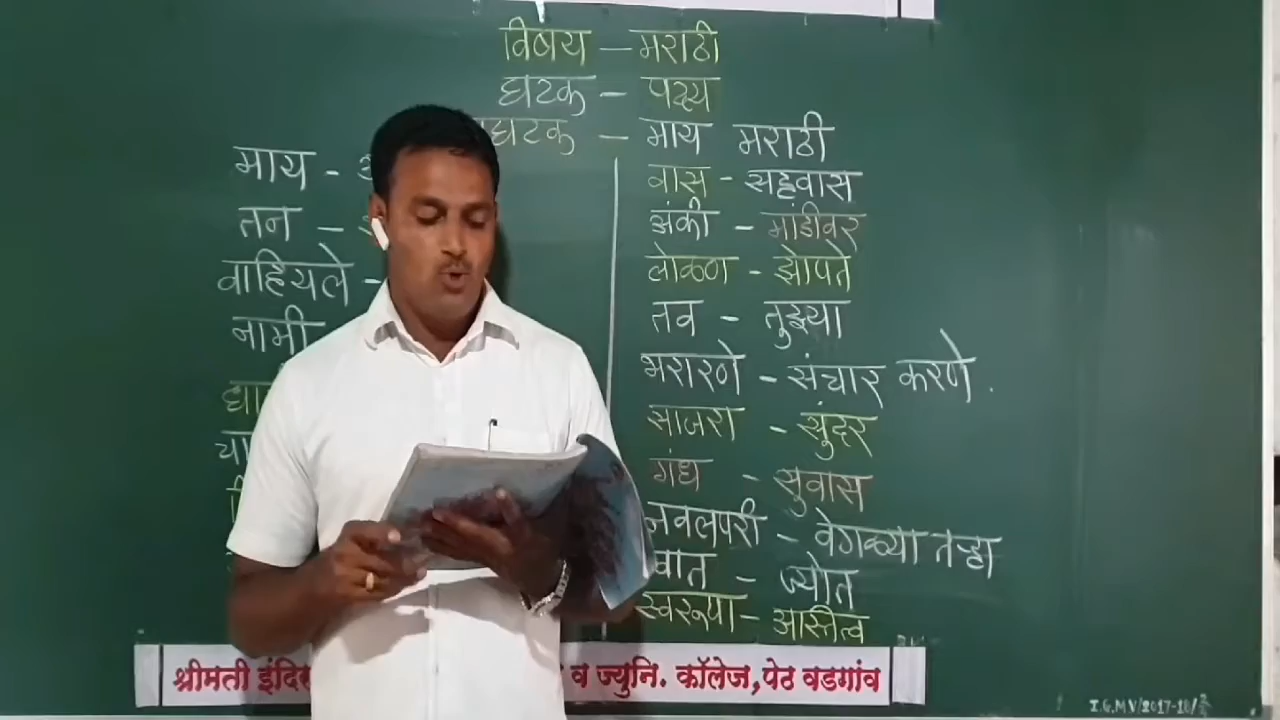 विषय – मराठी
घटक – पद्य
घटक – माय मराठी
माय -
तन –
वाहियले -
नामी
वास - सहवास
अंकी - मांडीवर
लोळण - झोपते
तव - तुझ्या
भरारणे - संचार करणे.
साजरा - सुंदर
गंध - सुवास
नवलपरी - वेगळ्या तऱ्हा
वात - ज्योत
स्वरूपा - आस्तित्व
श्रीमती व ज्युनि. कॉलेज,पेठ वडगांव